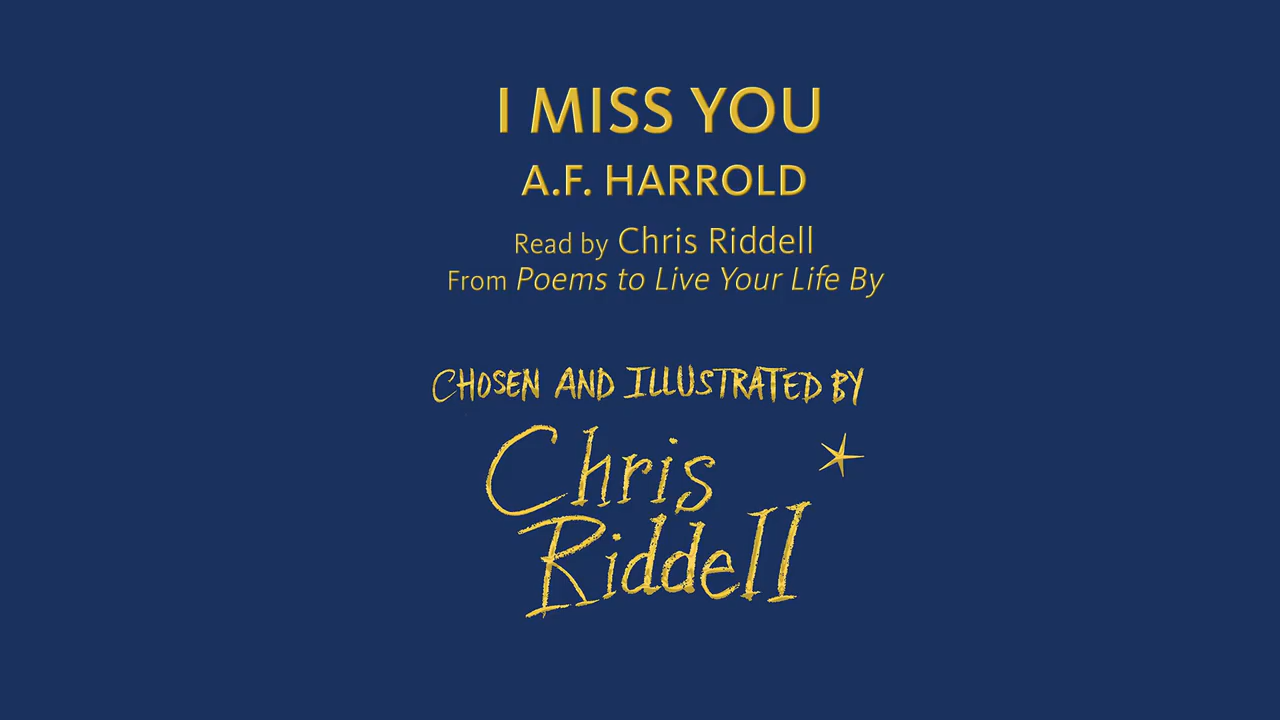 I MISS YOU
A.F. HARROLD
Read by Chris Riddell
From Poems to Live Your Life By
CHOSEN AND ILLUSTRATED BY
Chris
Riddell